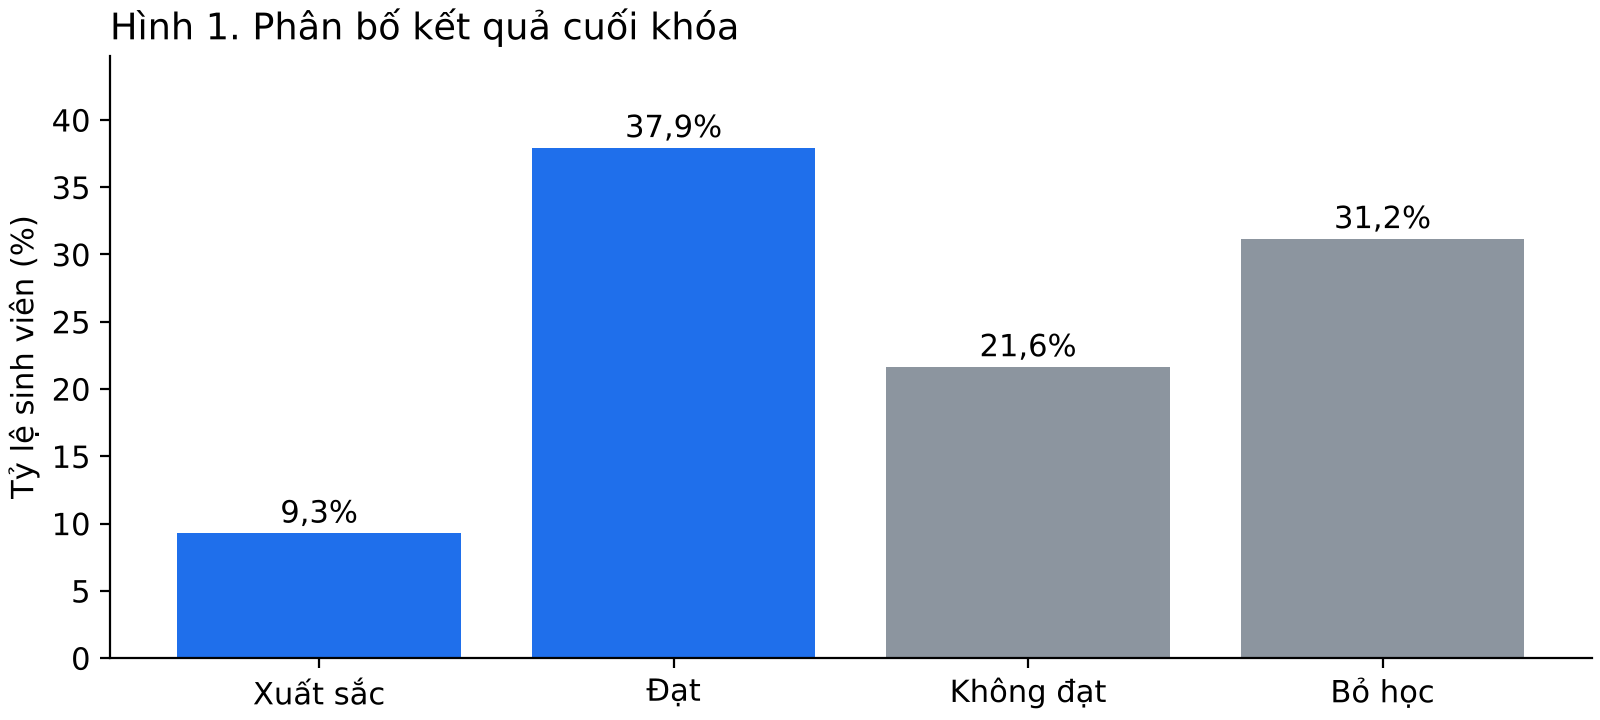 Hình 1. Phân bố kết quả cuối khóa
Tỷ lệ sinh viên (%)
40
35
30
25
20
15
10
5
0
9,3%
37,9%
21,6%
31,2%
Xuất sắc
Đạt
Không đạt
Bỏ học